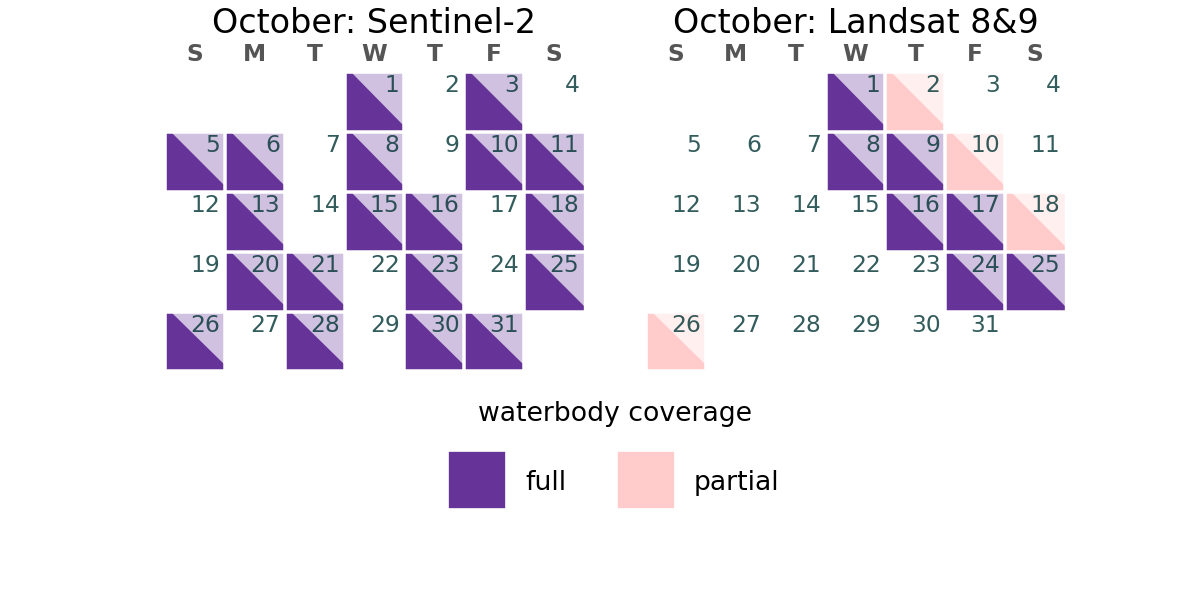 October: Sentinel-2
S M T W T F S
1 2 3 4
5 6 7 8 9 10 11
12 13 14 15 16 17 18
19 20 21 22 23 24 25
26 27 28 29 30 31
October: Landsat 8&9
S M T W T F S
1 2 3 4
5 6 7 8 9 10 11
12 13 14 15 16 17 18
19 20 21 22 23 24 25
26 27 28 29 30 31
waterbody coverage
full partial